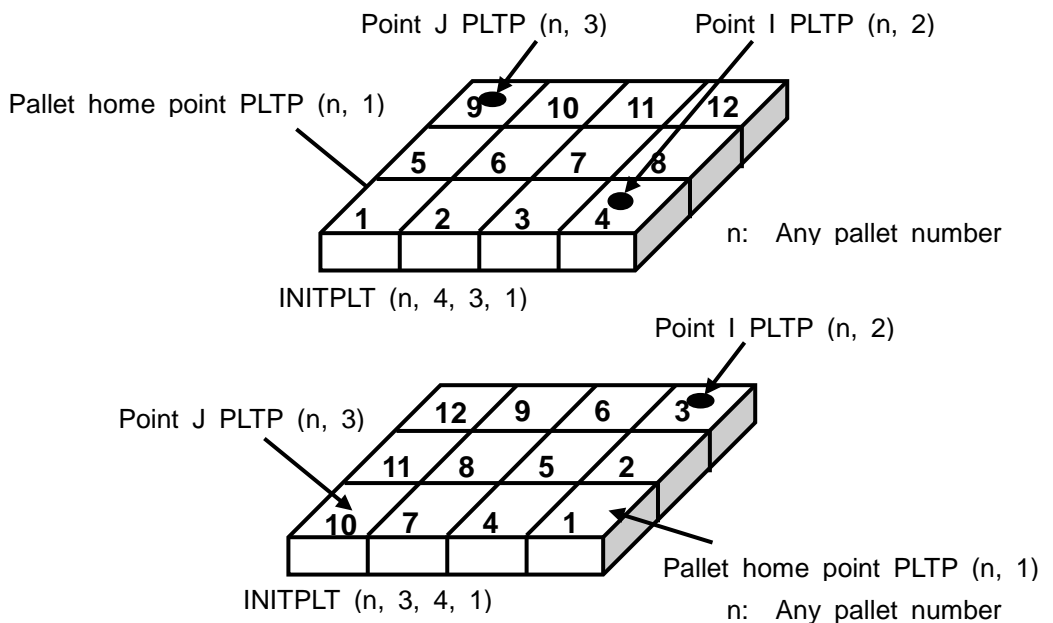 Point J PLTP (n, 3)
Point I PLTP (n, 2)
Pallet home point PLTP (n, 1)
9 10 11 12
5 6 7 8
1 2 3 4
n: Any pallet number
INITPLT (n, 4, 3, 1)
Point I PLTP (n, 2)
Point J PLTP (n, 3)
12 9 6 3
11 8 5 2
10 7 4 1
Pallet home point PLTP (n, 1)
INITPLT (n, 3, 4, 1)
n: Any pallet number